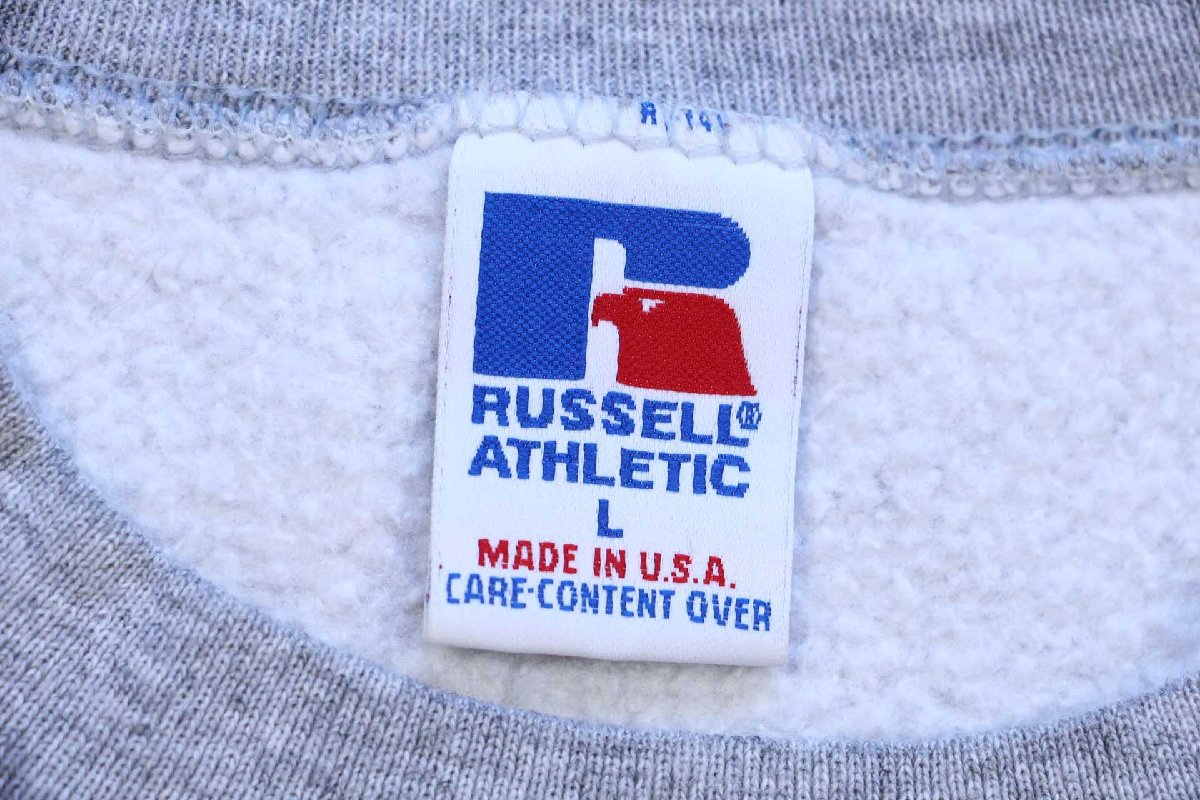 RUSSELL®
ATHLETIC
L
MADE IN U.S.A.
CARE-CONTENT OVER